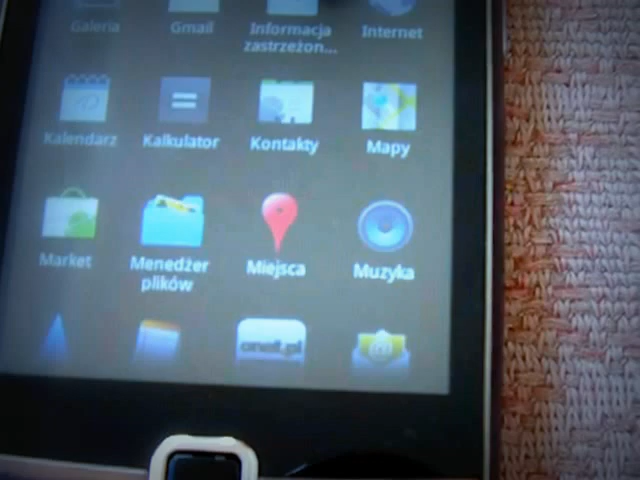 Galeria
Gmail
Informacja
zastrzeżon...
Internet
Kalendarz
Kalkulator
Kontakty
Mapy
Market
Menedżer
plików
Miejsca
Muzyka
onet.pl